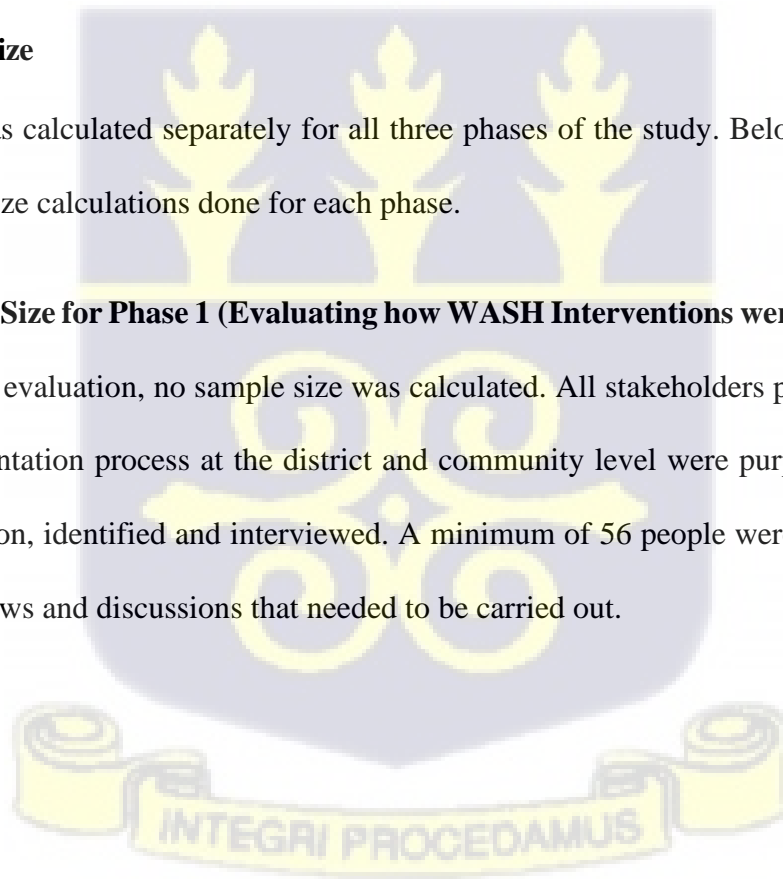 ize
s calculated separately for all three phases of the study. Belo
ze calculations done for each phase.
Size for Phase 1 (Evaluating how WASH Interventions wer
evaluation, no sample size was calculated. All stakeholders p
ntation process at the district and community level were purp
on, identified and interviewed. A minimum of 56 people wer
ws and discussions that needed to be carried out.
INTEGRI PROCEDAMUS